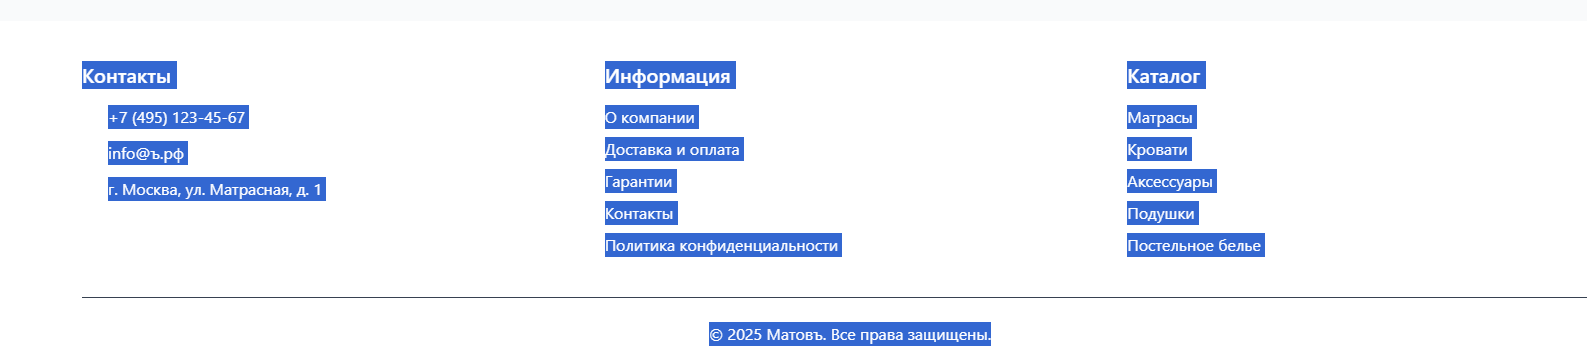 Контакты
+7 (495) 123-45-67
info@ъ.рф
г. Москва, ул. Матрасная, д. 1
Информация
О компании
Доставка и оплата
Гарантии
Контакты
Политика конфиденциальности
Каталог
Матрасы
Кровати
Аксессуары
Подушки
Постельное белье
© 2025 Матовъ. Все права защищены.